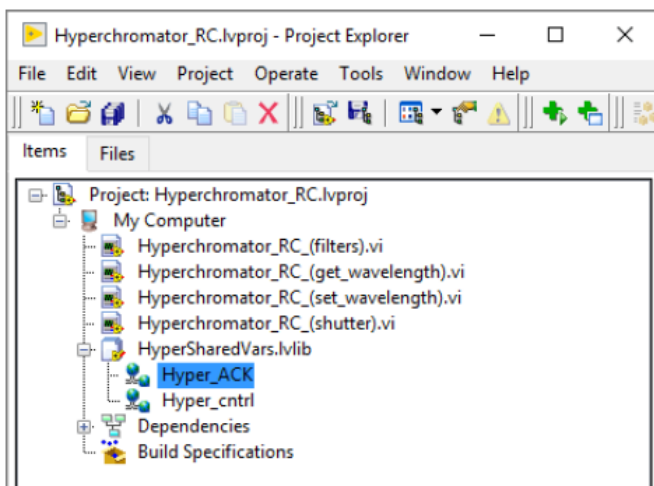 Hyperchromator_RC.lvproj - Project Explorer
File Edit View Project Operate Tools Window Help
Items Files
Project: Hyperchromator_RC.lvproj
My Computer
Hyperchromator_RC_(filters).vi
Hyperchromator_RC_(get_wavelength).vi
Hyperchromator_RC_(set_wavelength).vi
Hyperchromator_RC_(shutter).vi
HyperSharedVars.lvlib
Hyper_ACK
Hyper_cntrl
Dependencies
Build Specifications